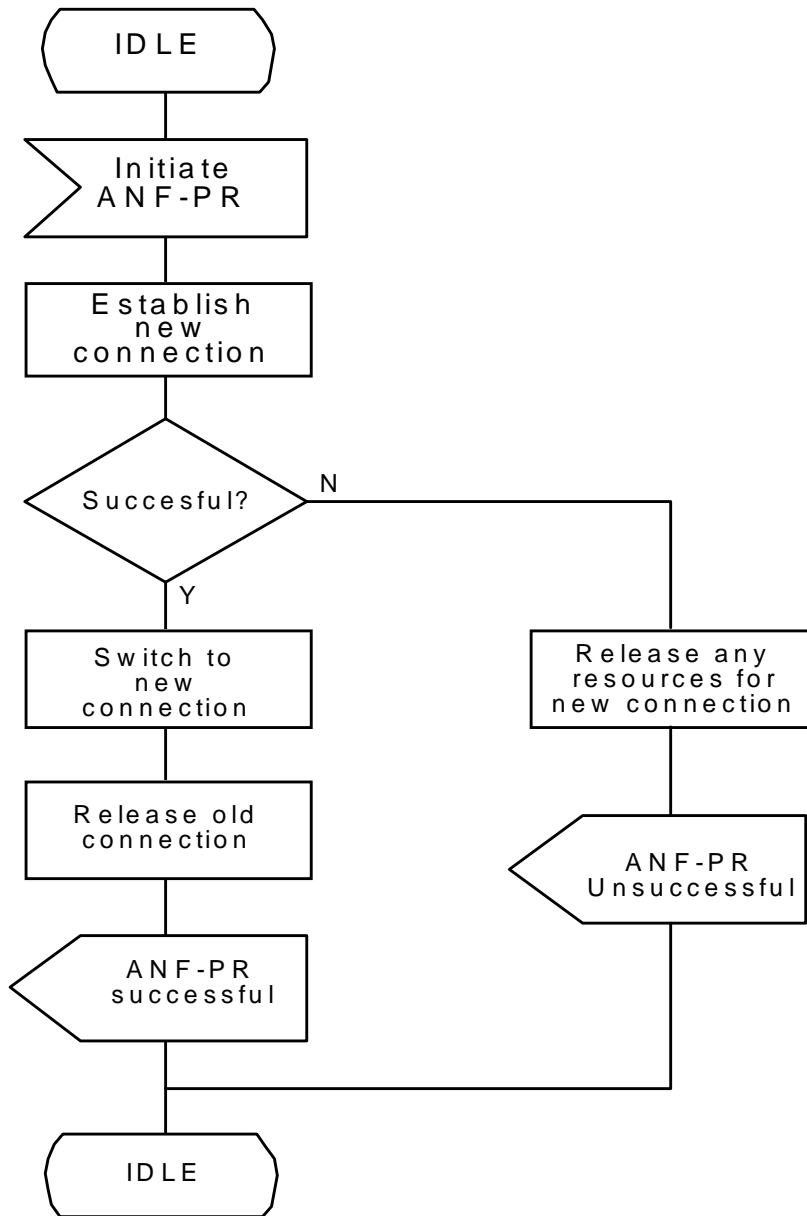 IDLE
Initiate
ANF-PR
Establish
new
connection
Succesful?
N
Y
Switch to
new
connection
Release any
resources for
new connection
Release old
connection
ANF-PR
Unsuccessful
ANF-PR
successful
IDLE